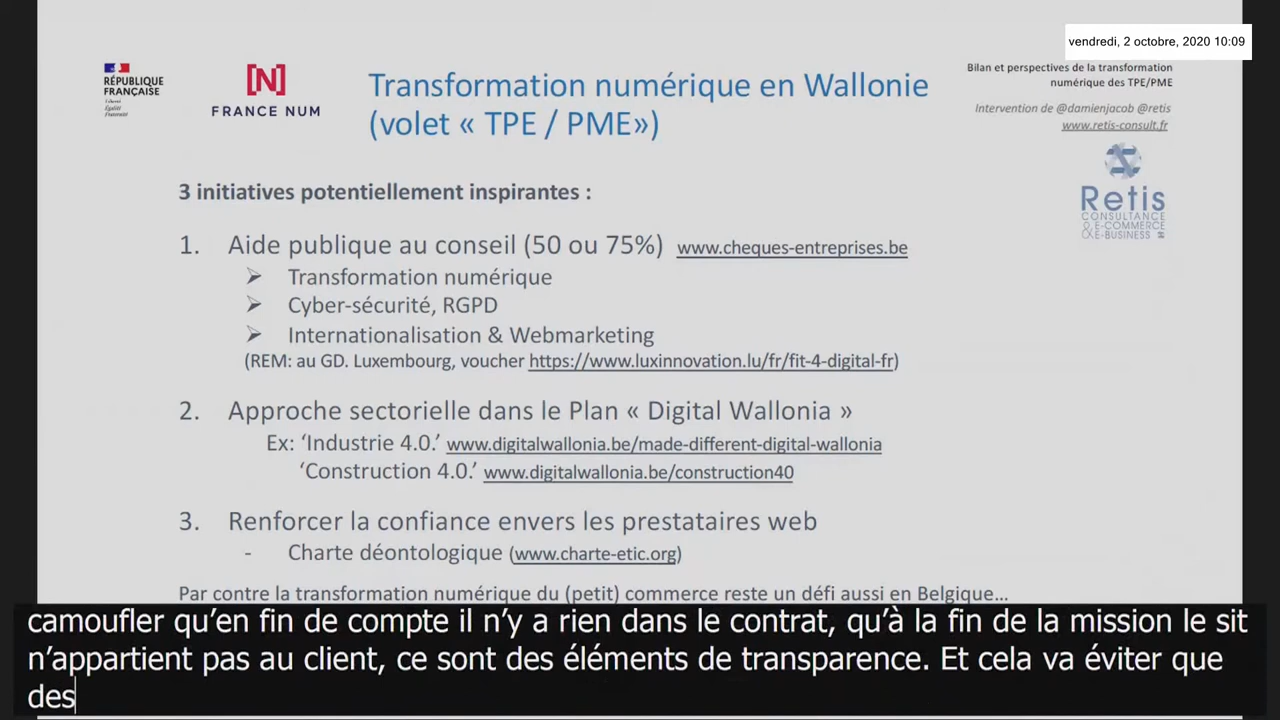 vendredi, 2 octobre, 2020 10:09
RÉPUBLIQUE
FRANÇAISE
Liberté
Égalité
Fraternité
[N]
FRANCE NUM
Transformation numérique en Wallonie
(volet « TPE / PME»)
Bilan et perspectives de la transformation
numérique des TPE/PME
Intervention de @damienjacob @retis
www.retis-consult.fr
Retis
CONSULTANCE
&E-COMMERCE
&E-BUSINESS
3 initiatives potentiellement inspirantes :
1. Aide publique au conseil (50 ou 75%) www.cheques-entreprises.be
➢ Transformation numérique
➢ Cyber-sécurité, RGPD
➢ Internationalisation & Webmarketing
(REM: au GD. Luxembourg, voucher https://www.luxinnovation.lu/fr/fit-4-digital-fr)
2. Approche sectorielle dans le Plan « Digital Wallonia »
Ex: ‘Industrie 4.0.’ www.digitalwallonia.be/made-different-digital-wallonia
‘Construction 4.0.’ www.digitalwallonia.be/construction40
3. Renforcer la confiance envers les prestataires web
- Charte déontologique (www.charte-etic.org)
Par contre la transformation numérique du (petit) commerce reste un défi aussi en Belgique…
camoufler qu’en fin de compte il n’y a rien dans le contrat, qu’à la fin de la mission le sit
n’appartient pas au client, ce sont des éléments de transparence. Et cela va éviter que
des